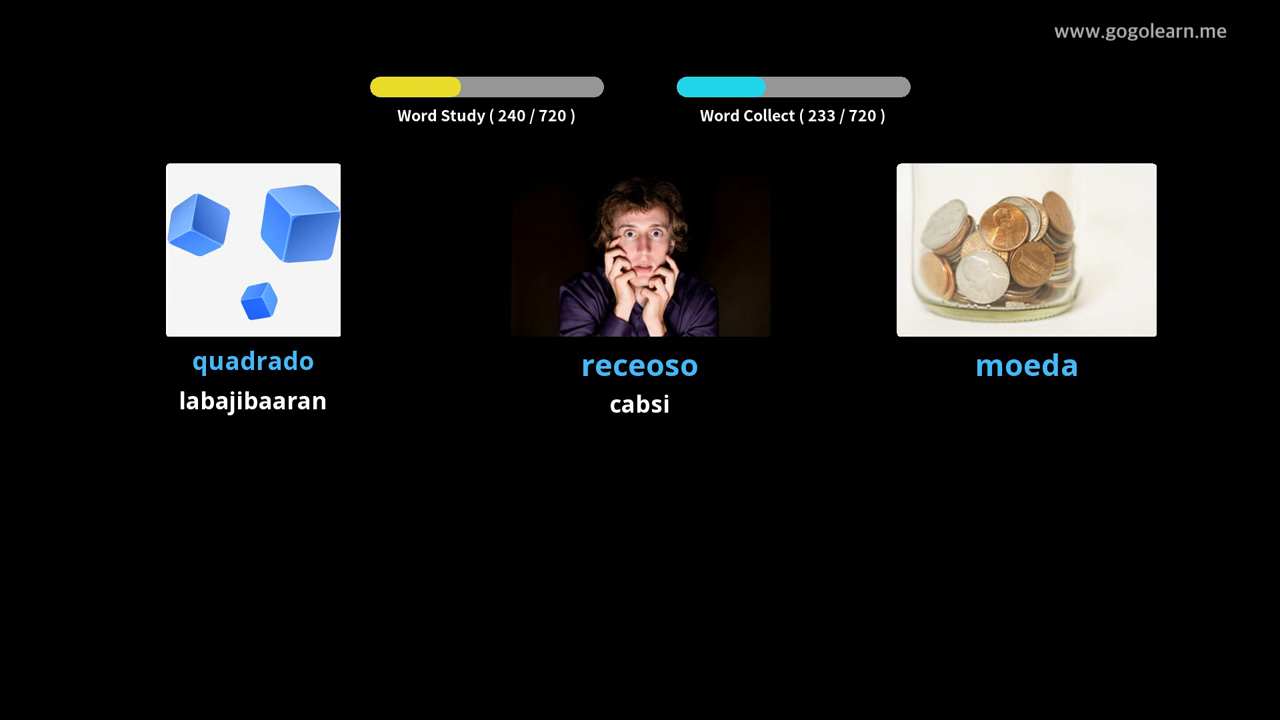 www.gogolearn.me
Word Study ( 240 / 720 )
Word Collect ( 233 / 720 )
quadrado
labajibaaran
receoso
cabsi
moeda